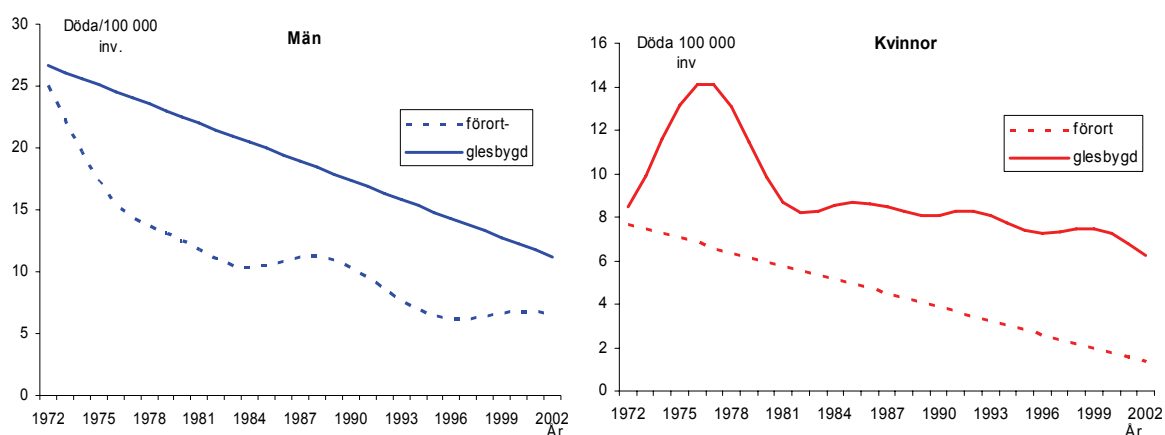 Döda/100 000
inv.
Män
30
25
20
15
10
5
0
förort-
glesbygd
1972 1975 1978 1981 1984 1987 1990 1993 1996 1999 2002
År
Döda 100 000
inv
Kvinnor
16
14
12
10
8
6
4
2
0
förort
glesbygd
1972 1975 1978 1981 1984 1987 1990 1993 1996 1999 2002
År